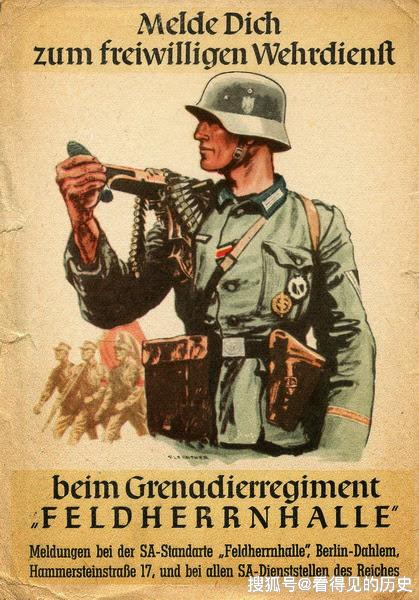 Melde Dich
zum freiwilligen Wehrdienst
beim Grenadierregiment
„FELDHERRNHALLE"
Meldungen bei der SA-Standarte „Feldherrnhalle", Berlin-Dahlem,
Hammersteinstraße 17, und bei allen SA-Dienststellen des Reiches
搜狐号@看得见的历史